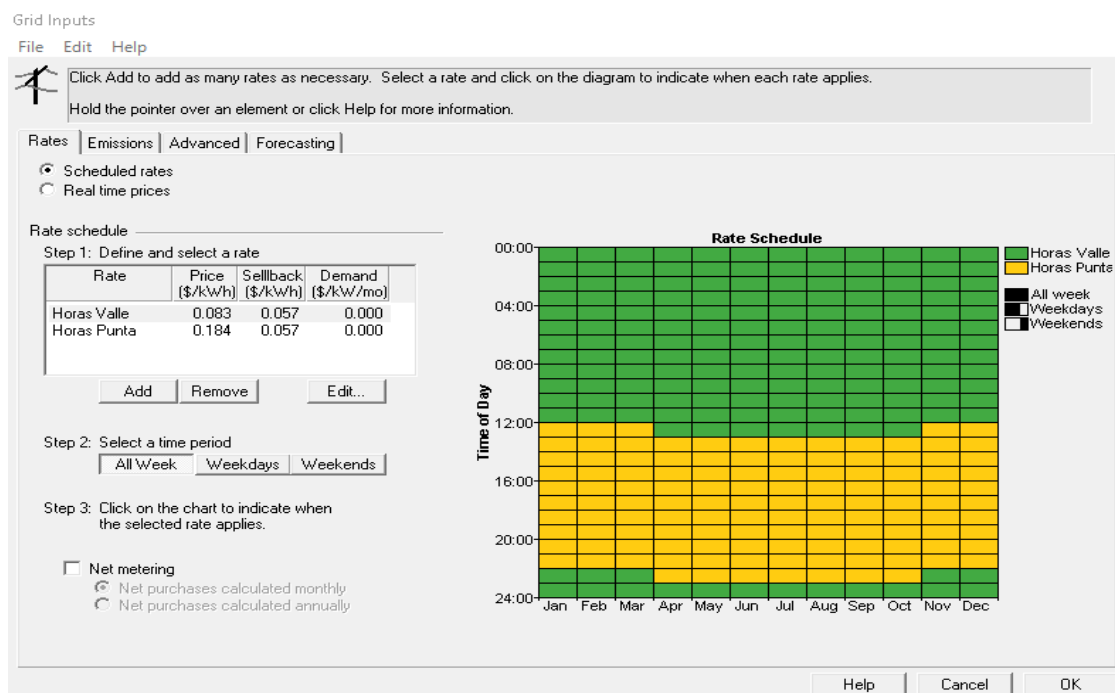 Grid Inputs
File Edit Help
Click Add to add as many rates as necessary. Select a rate and click on the diagram to indicate when each rate applies.
Hold the pointer over an element or click Help for more information.
Rates Emissions Advanced Forecasting
Scheduled rates
Real time prices
Rate schedule
Step 1: Define and select a rate
Rate Price Selllback Demand
($/kWh) ($/kWh) ($/kW/mo)
Horas Valle 0.083 0.057 0.000
Horas Punta 0.184 0.057 0.000
Add Remove Edit...
Step 2: Select a time period
All Week Weekdays Weekends
Step 3: Click on the chart to indicate when
the selected rate applies.
Net metering
Net purchases calculated monthly
Net purchases calculated annually
Rate Schedule
Time of Day
00:00
04:00
08:00
12:00
16:00
20:00
24:00
Jan Feb Mar Apr May Jun Jul Aug Sep Oct Nov Dec
Horas Valle
Horas Punta
All week
Weekdays
Weekends
Help Cancel OK